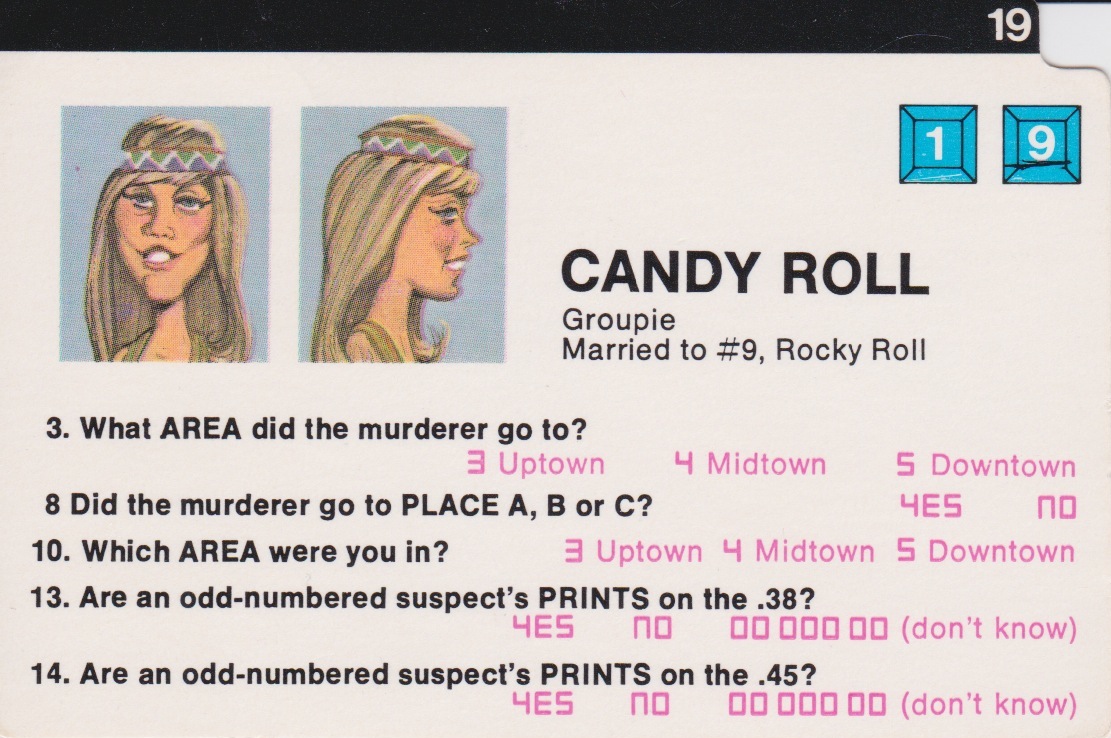 19
1 9
CANDY ROLL
Groupie
Married to #9, Rocky Roll
3. What AREA did the murderer go to?
3 Uptown 4 Midtown 5 Downtown
8 Did the murderer go to PLACE A, B or C? YES NO
10. Which AREA were you in? 3 Uptown 4 Midtown 5 Downtown
13. Are an odd-numbered suspect's PRINTS on the .38?
YES NO 00 000 00 (don't know)
14. Are an odd-numbered suspect's PRINTS on the .45?
YES NO 00 000 00 (don't know)